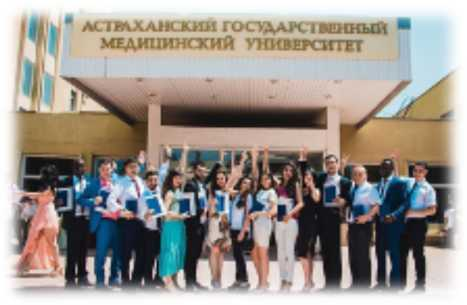 АСТРАХАНСКИЙ ГОСУДАРСТВЕННЫЙ
МЕДИЦИНСКИЙ УНИВЕРСИТЕТ